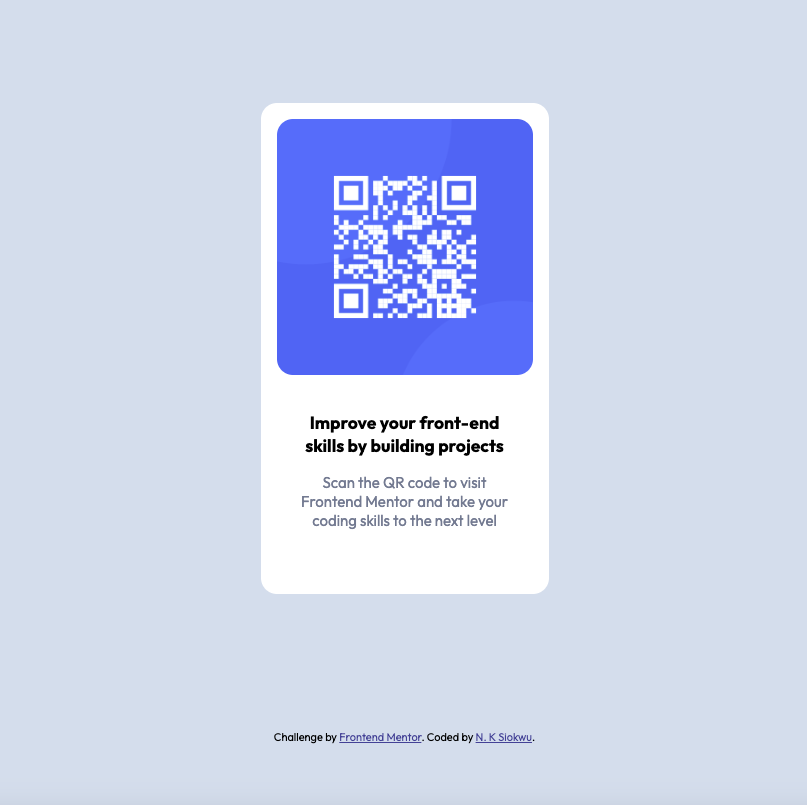 Improve your front-end
skills by building projects
Scan the QR code to visit
Frontend Mentor and take your
coding skills to the next level
Challenge by Frontend Mentor. Coded by N. K Siokwu.